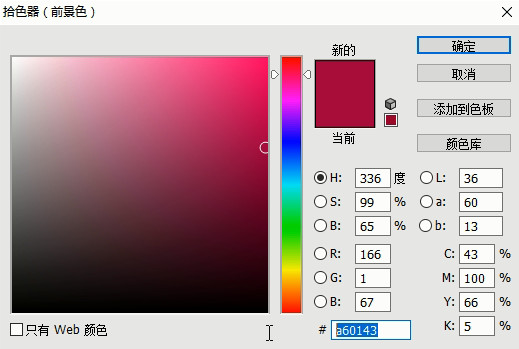 拾色器（前景色）
新的
当前
确定
取消
添加到色板
颜色库
H: 336 度
S: 99 %
B: 65 %
R: 166
G: 1
B: 67
# a60143
L: 36
a: 60
b: 13
C: 43 %
M: 100 %
Y: 66 %
K: 5 %
只有 Web 颜色